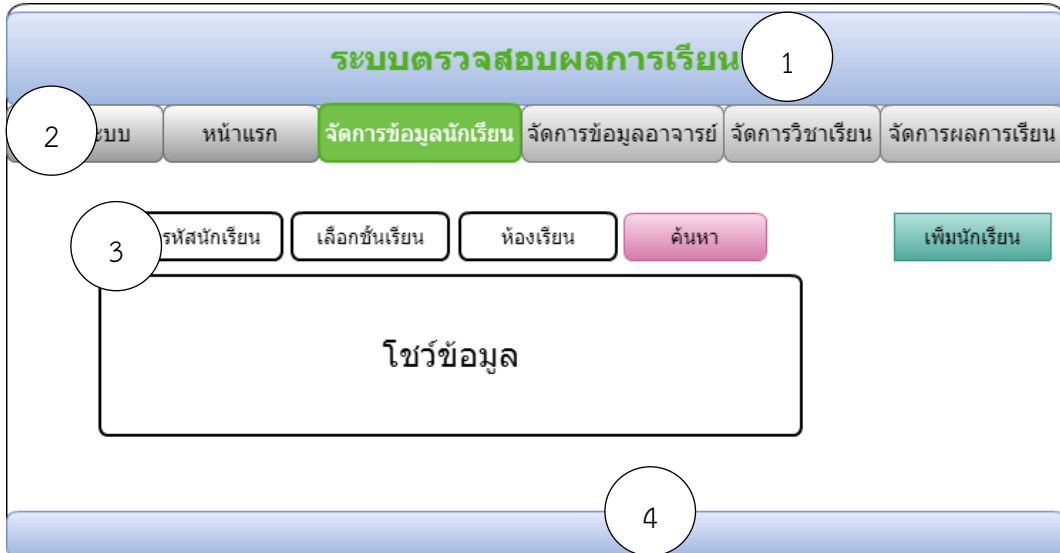 ระบบตรวจสอบผลการเรียน 1
2 ระบบ หน้าแรก จัดการข้อมูลนักเรียน จัดการข้อมูลอาจารย์ จัดการวิชาเรียน จัดการผลการเรียน
3 รหัสนักเรียน เลือกชั้นเรียน ห้องเรียน ค้นหา เพิ่มนักเรียน
โชว์ข้อมูล
4